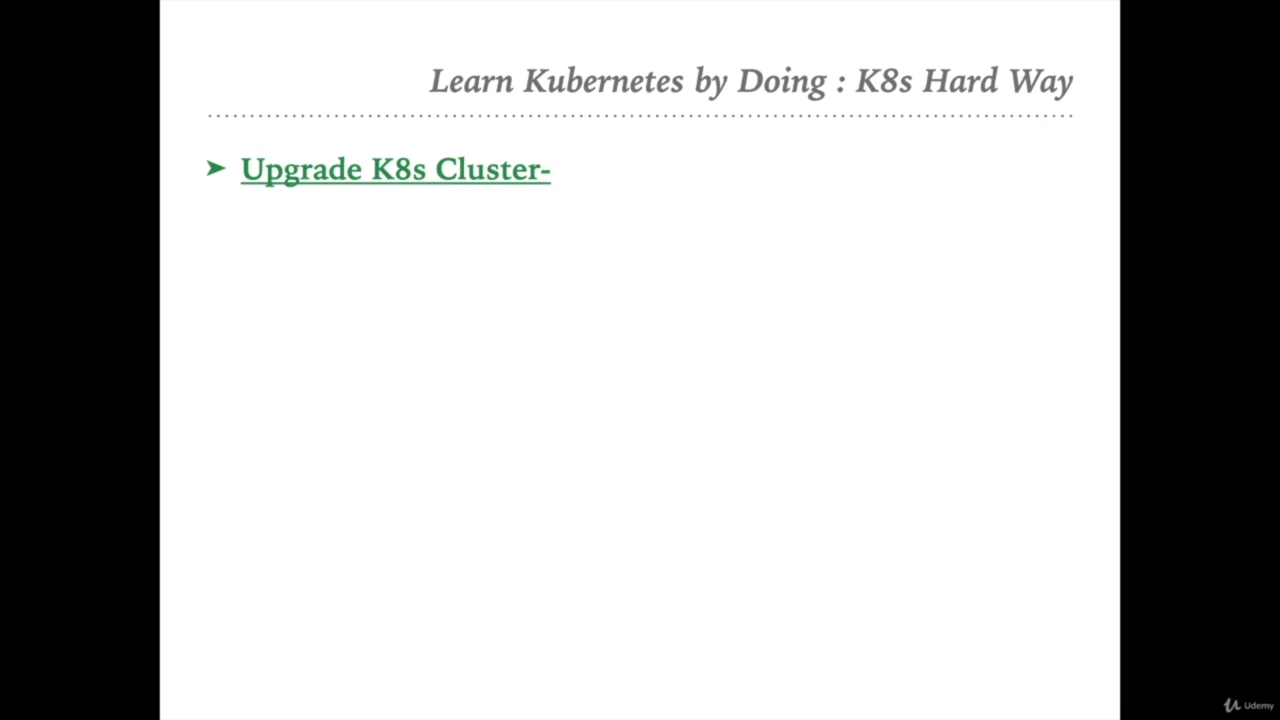 Learn Kubernetes by Doing : K8s Hard Way
➤ Upgrade K8s Cluster-
Udemy